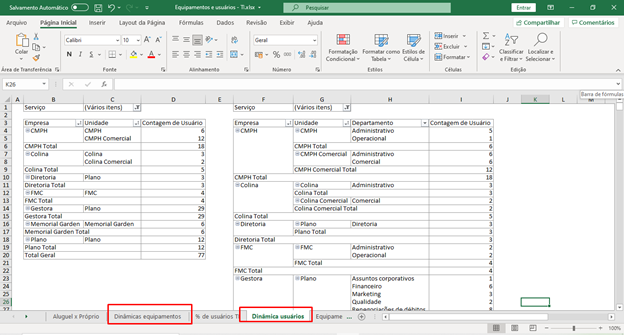 Salvamento Automático
Equipamentos e usuários - TI.xlsx
Pesquisar
Entrar
Arquivo Página Inicial Inserir Layout da Página Fórmulas Dados Revisão Exibir Ajuda
Compartilhar Comentários
Colar
Calibri 10
Geral
Formatação Condicional
Formatar como Tabela
Estilos de Célula
Inserir
Excluir
Formatar
Classificar e Filtrar
Localizar e Selecionar
Área de Transferência Fonte Alinhamento Número Estilos Células Edição
K26
Barra de fórmulas
A B C D E F G H I J K L M
1 Serviço (Vários itens) Serviço (Vários itens)
3 Empresa Unidade Contagem de Usuário Empresa Unidade Departamento Contagem de Usuário
4 CMPH CMPH 6 CMPH CMPH Administrativo 5
5 CMPH Comercial 12 Operacional 1
6 CMPH Total 18 CMPH Total 6
7 Colina Colina 3 CMPH Comercial Administrativo 6
8 Colina Comercial 2 Comercial 6
9 Colina Total 5 CMPH Comercial Total 12
10 Diretoria Plano 3 CMPH Total 18
11 Diretoria Total 3 Colina Colina Administrativo 3
12 FMC FMC 4 Colina Total 3
13 FMC Total 4 Colina Comercial Comercial 2
14 Gestora Plano 29 Colina Comercial Total 2
15 Gestora Total 29 Colina Total 5
16 Memorial Garden Memorial Garden 6 Diretoria Plano Diretoria 3
17 Memorial Garden Total 6 Plano Total 3
18 Plano Plano 12 Diretoria Total 3
19 Plano Total 12 FMC FMC Administrativo 2
20 Total Geral 77 Operacional 2
21 FMC Total 4
22 FMC Total 4
23 Gestora Plano Assuntos corporativos 1
24 Financeiro 6
25 Marketing 3
26 Qualidade 2
Renegociações de débitos 8
Aluguel x Próprio Dinâmicas equipamentos % de usuários T Dinâmica usuários Equipame ...
100%